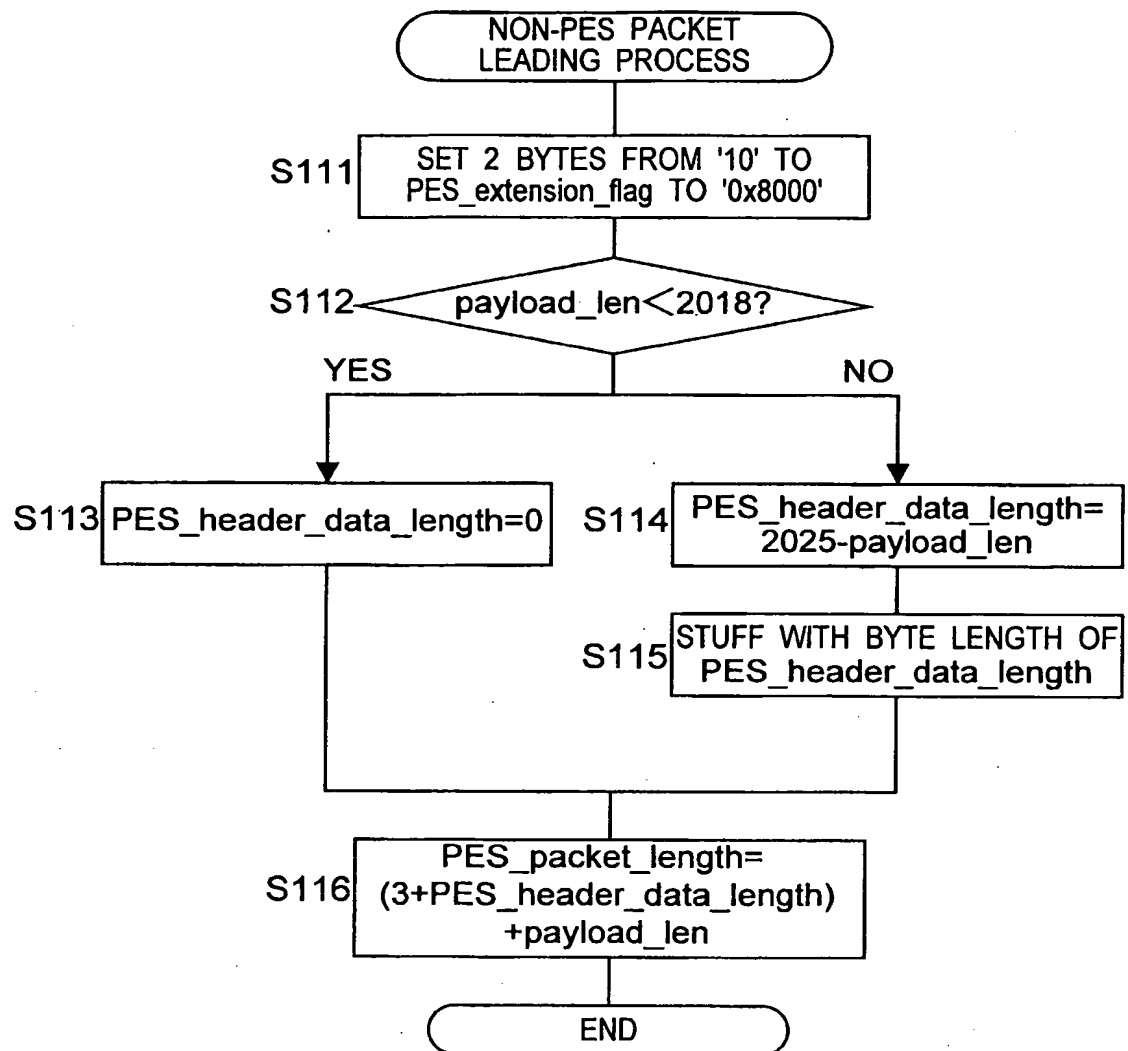 NON-PES PACKET
LEADING PROCESS
S111
SET 2 BYTES FROM '10' TO
PES_extension_flag TO '0x8000'
S112
payload_len<2018?
YES
NO
S113
PES_header_data_length=0
S114
PES_header_data_length=
2025-payload_len
S115
STUFF WITH BYTE LENGTH OF
PES_header_data_length
S116
PES_packet_length=
(3+PES_header_data_length)
+payload_len
END